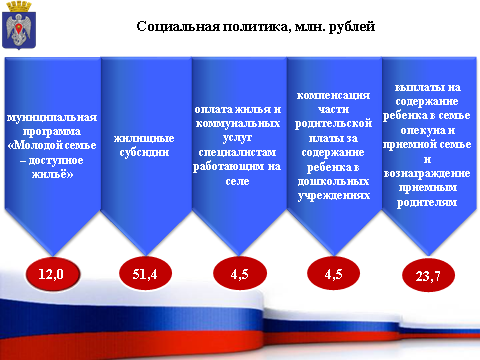 Социальная политика, млн. рублей
муниципальная
программа
«Молодой семье
– доступное
жильё»
жилищные
субсидии
оплата жилья и
коммунальных
услуг
специалистам
работающим на
селе
компенсация
части
родительской
платы за
содержание
ребенка в
дошкольных
учреждениях
выплаты на
содержание
ребенка в семье
опекуна и
приемной семье
и
вознаграждение
приемным
родителям
12,0
51,4
4,5
4,5
23,7